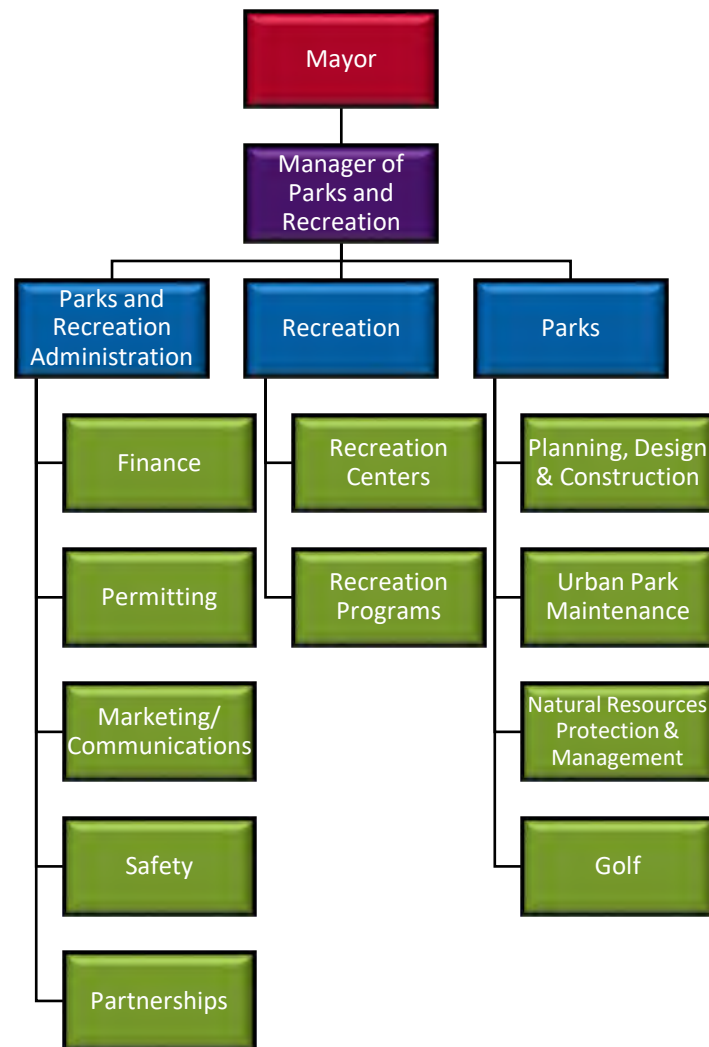 Mayor
Manager of
Parks and
Recreation
Parks and
Recreation
Administration
Recreation
Parks
Finance
Permitting
Marketing/
Communications
Safety
Partnerships
Recreation
Centers
Recreation
Programs
Planning, Design
& Construction
Urban Park
Maintenance
Natural Resources
Protection &
Management
Golf